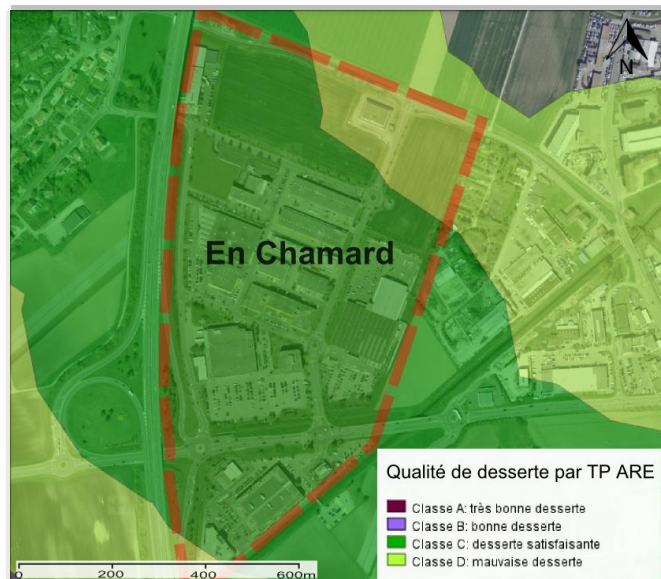 N
En Chamard
Qualité de desserte par TP ARE
Classe A: très bonne desserte
Classe B: bonne desserte
Classe C: desserte satisfaisante
Classe D: mauvaise desserte
0 200 400 600m